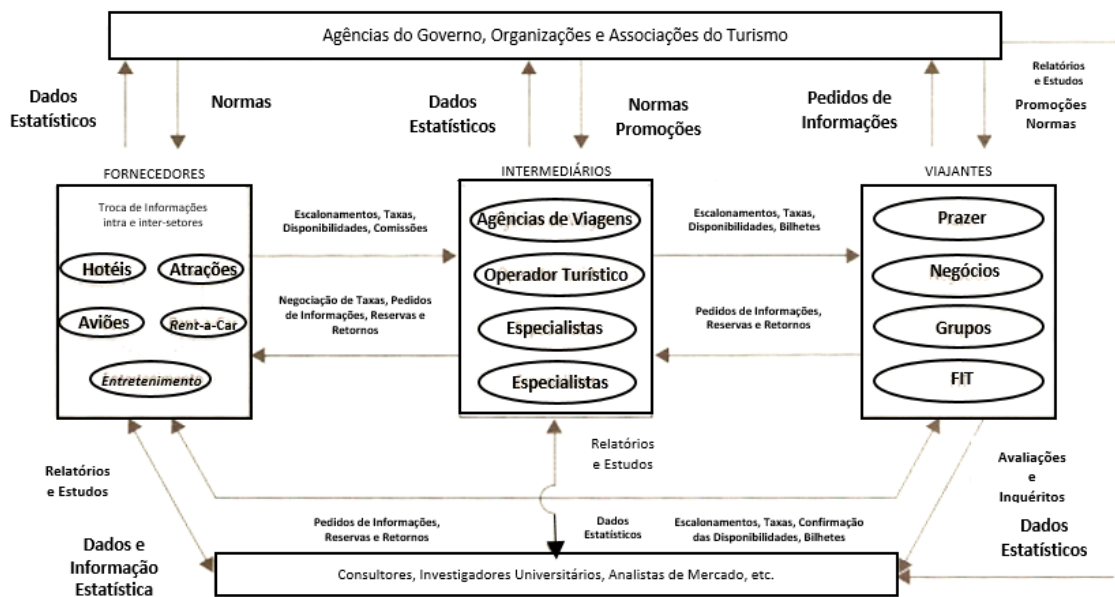 Agências do Governo, Organizações e Associações do Turismo
Relatórios
e Estudos
Dados
Estatísticos
Normas
Dados
Estatísticos
Normas
Promoções
Pedidos de
Informações
Promoções
Normas
FORNECEDORES
INTERMEDIÁRIOS
VIAJANTES
Troca de Informações
intra e inter-setores
Hotéis
Atrações
Aviões
Rent-a-Car
Entretenimento
Escalonamentos, Taxas,
Disponibilidades, Comissões
Negociação de Taxas, Pedidos
de Informações, Reservas e
Retornos
Agências de Viagens
Operador Turístico
Especialistas
Especialistas
Escalonamentos, Taxas,
Disponibilidades, Bilhetes
Pedidos de Informações,
Reservas e Retornos
Prazer
Negócios
Grupos
FIT
Relatórios
e Estudos
Relatórios
e Estudos
Avaliações
e
Inquéritos
Pedidos de Informações,
Reservas e Retornos
Dados
Estatísticos
Escalonamentos, Taxas, Confirmação
das Disponibilidades, Bilhetes
Dados
Estatísticos
Dados e
Informação
Estatística
Consultores, Investigadores Universitários, Analistas de Mercado, etc.